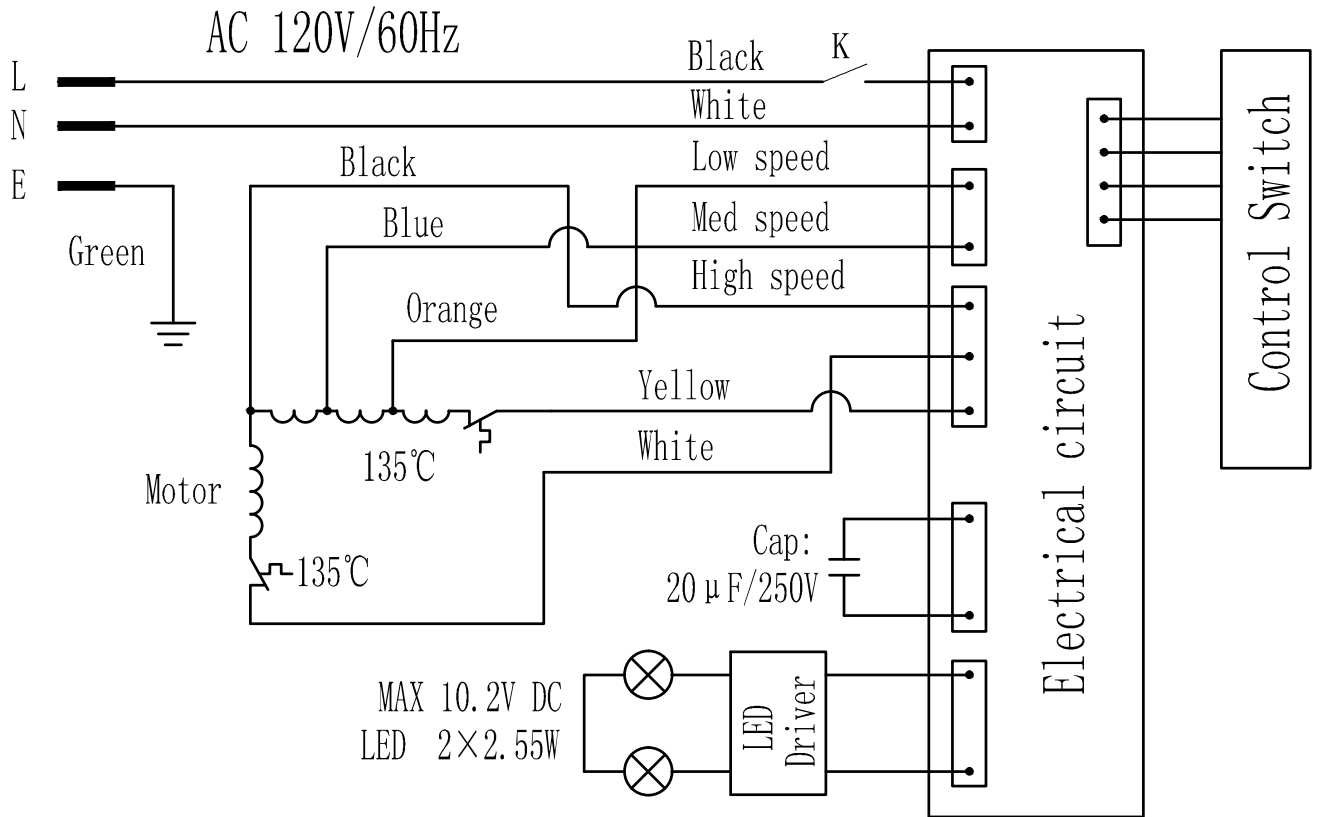 AC 120V/60Hz
L
Black
K
N
White
E
Black
Low speed
Green
Blue
Med speed
High speed
Orange
Yellow
135℃
White
Motor
135℃
Cap:
20μF/250V
MAX 10.2V DC
LED 2×2.55W
LED
Driver
Electrical circuit
Control Switch